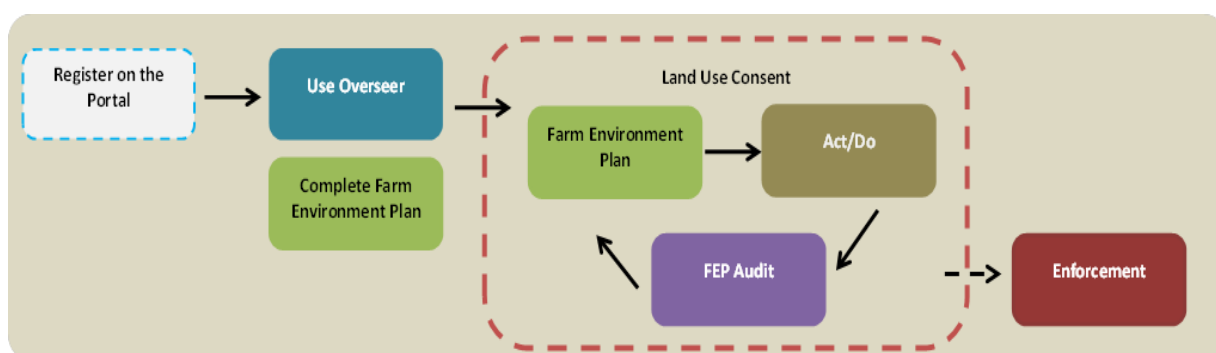 Register on the
Portal
Use Overseer
Complete Farm
Environment Plan
Land Use Consent
Farm Environment
Plan
Act/Do
FEP Audit
Enforcement